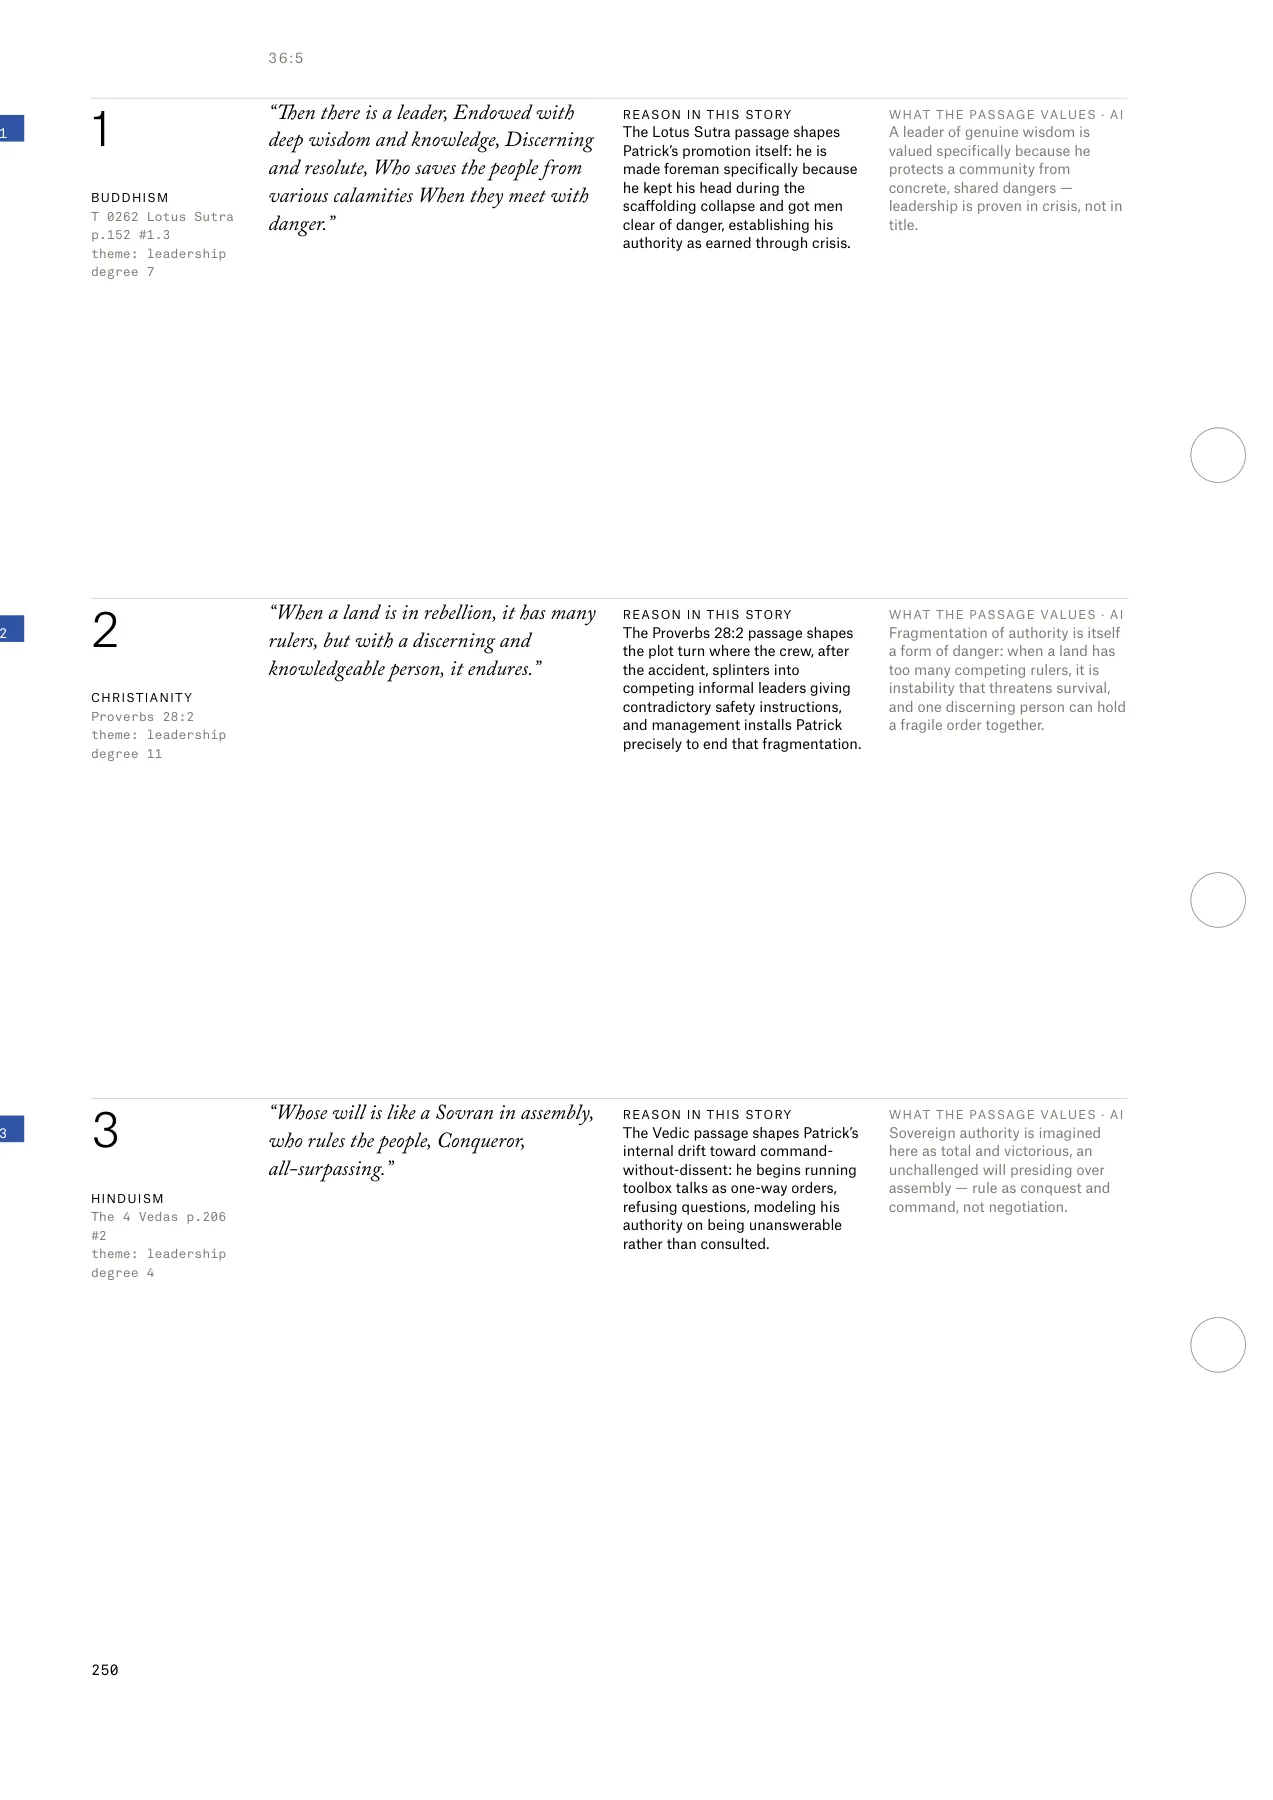 36:5
1
1
BUDDHISM
T 0262 Lotus Sutra
p.152 #1.3
theme: leadership
degree 7
“Then there is a leader, Endowed with
deep wisdom and knowledge, Discerning
and resolute, Who saves the people from
various calamities When they meet with
danger.”
REASON IN THIS STORY
The Lotus Sutra passage shapes
Patrick’s promotion itself: he is
made foreman specifically because
he kept his head during the
scaffolding collapse and got men
clear of danger, establishing his
authority as earned through crisis.
WHAT THE PASSAGE VALUES · AI
A leader of genuine wisdom is
valued specifically because he
protects a community from
concrete, shared dangers —
leadership is proven in crisis, not in
title.
2
2
CHRISTIANITY
Proverbs 28:2
theme: leadership
degree 11
“When a land is in rebellion, it has many
rulers, but with a discerning and
knowledgeable person, it endures.”
REASON IN THIS STORY
The Proverbs 28:2 passage shapes
the plot turn where the crew, after
the accident, splinters into
competing informal leaders giving
contradictory safety instructions,
and management installs Patrick
precisely to end that fragmentation.
WHAT THE PASSAGE VALUES · AI
Fragmentation of authority is itself
a form of danger: when a land has
too many competing rulers, it is
instability that threatens survival,
and one discerning person can hold
a fragile order together.
3
3
HINDUISM
The 4 Vedas p.206
#2
theme: leadership
degree 4
“Whose will is like a Sovran in assembly,
who rules the people, Conqueror,
all-surpassing.”
REASON IN THIS STORY
The Vedic passage shapes Patrick’s
internal drift toward command-
without-dissent: he begins running
toolbox talks as one-way orders,
refusing questions, modeling his
authority on being unanswerable
rather than consulted.
WHAT THE PASSAGE VALUES · AI
Sovereign authority is imagined
here as total and victorious, an
unchallenged will presiding over
assembly — rule as conquest and
command, not negotiation.
250